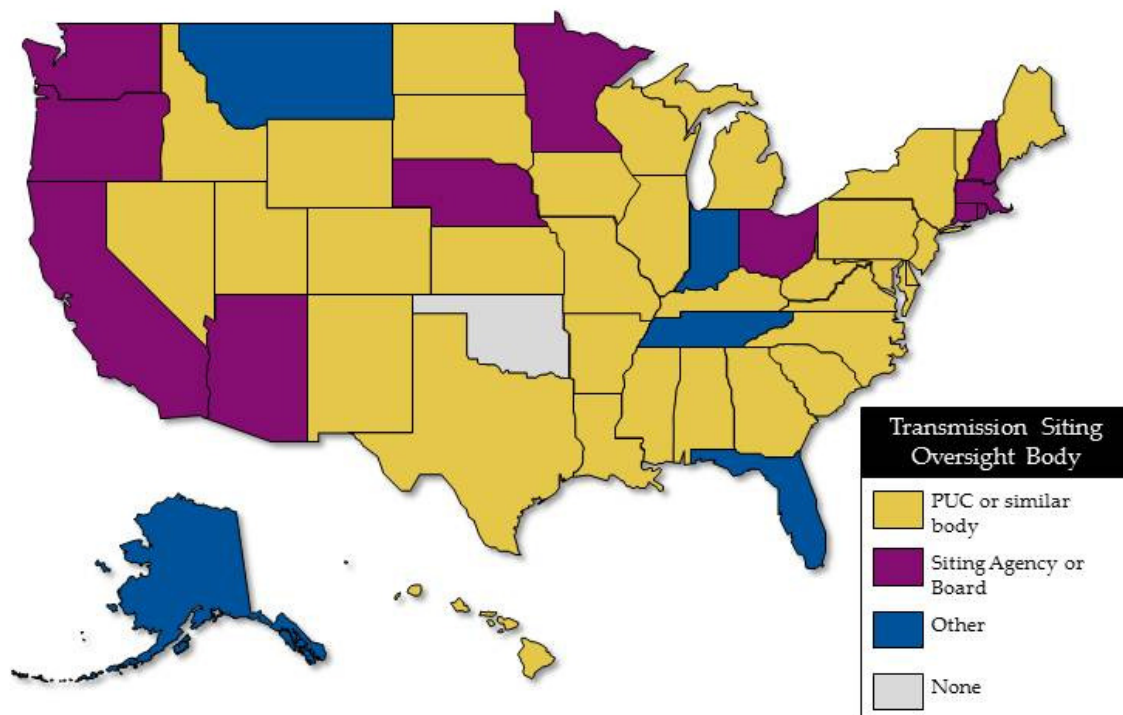 Transmission Siting
Oversight Body
PUC or similar
body
Siting Agency or
Board
Other
None